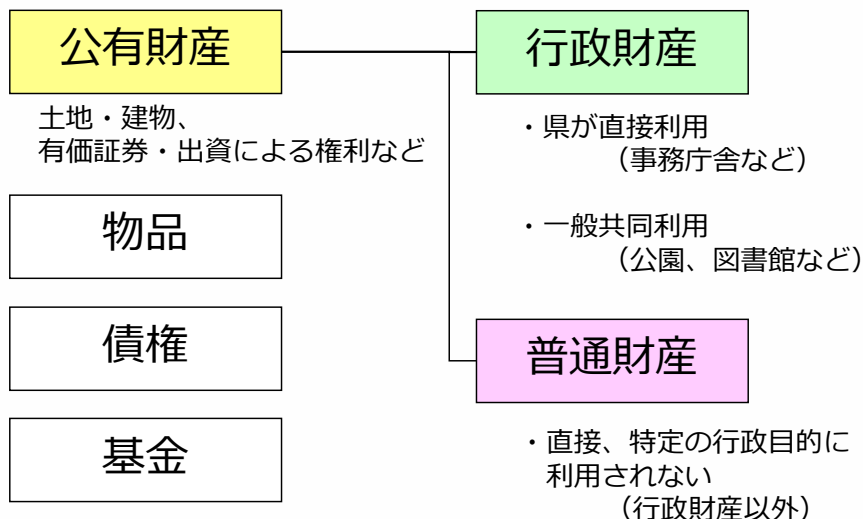 公有財産
土地・建物、
有価証券・出資による権利など
物品
債権
基金
行政財産
・県が直接利用
（事務庁舎など）
・一般共同利用
（公園、図書館など）
普通財産
・直接、特定の行政目的に
利用されない
（行政財産以外）